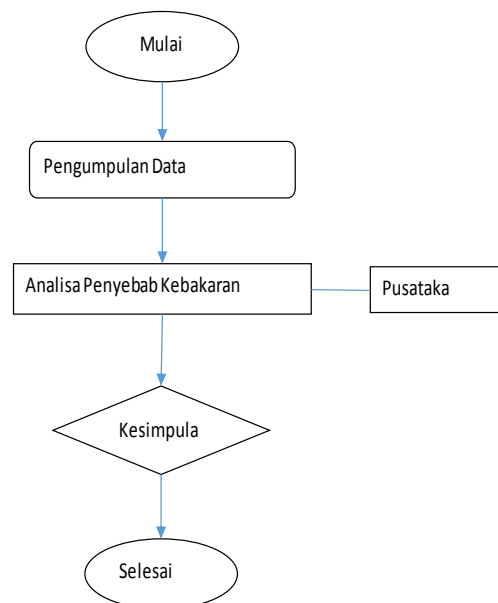 Mulai
Pengumpulan Data
Analisa Penyebab Kebakaran
Pusataka
Kesimpula
Selesai